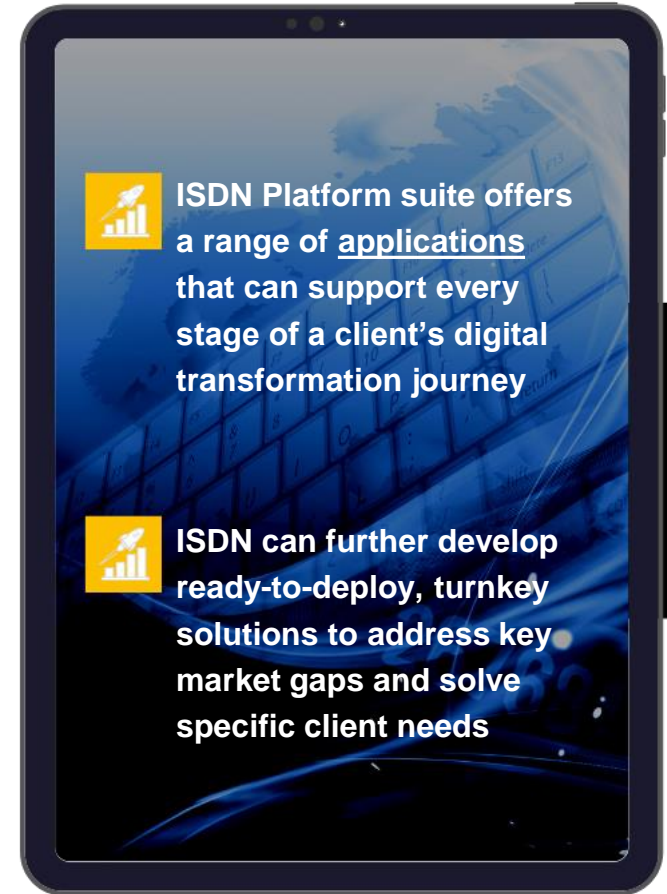 ISDN Platform suite offers
a range of applications
that can support every
stage of a client’s digital
transformation journey
ISDN can further develop
ready-to-deploy, turnkey
solutions to address key
market gaps and solve
specific client needs